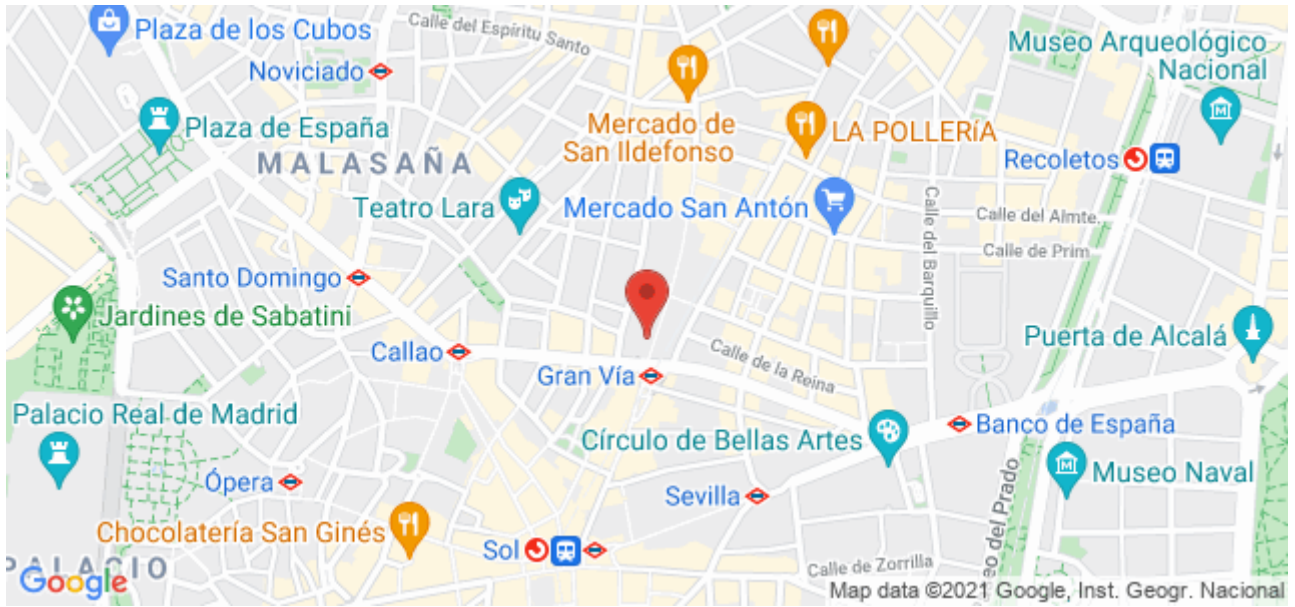 Plaza de los Cubos
Calle del Espíritu Santo
Museo Arqueológico
Nacional
Noviciado
Plaza de España
Mercado de
San Ildefonso
LA POLLERíA
MALASAÑA
Recoletos
Teatro Lara
Mercado San Antón
Calle del Barquillo
Calle del Almte.
Calle de Prim
Santo Domingo
Jardines de Sabatini
Callao
Gran Vía
Calle de la Reina
Puerta de Alcalá
Palacio Real de Madrid
Círculo de Bellas Artes
Banco de España
Ópera
Sevilla
Museo Naval
Chocolatería San Ginés
Sol
eo del Prado
Calle de Zorrilla
PALACIO
Google
Map data ©2021 Google, Inst. Geogr. Nacional